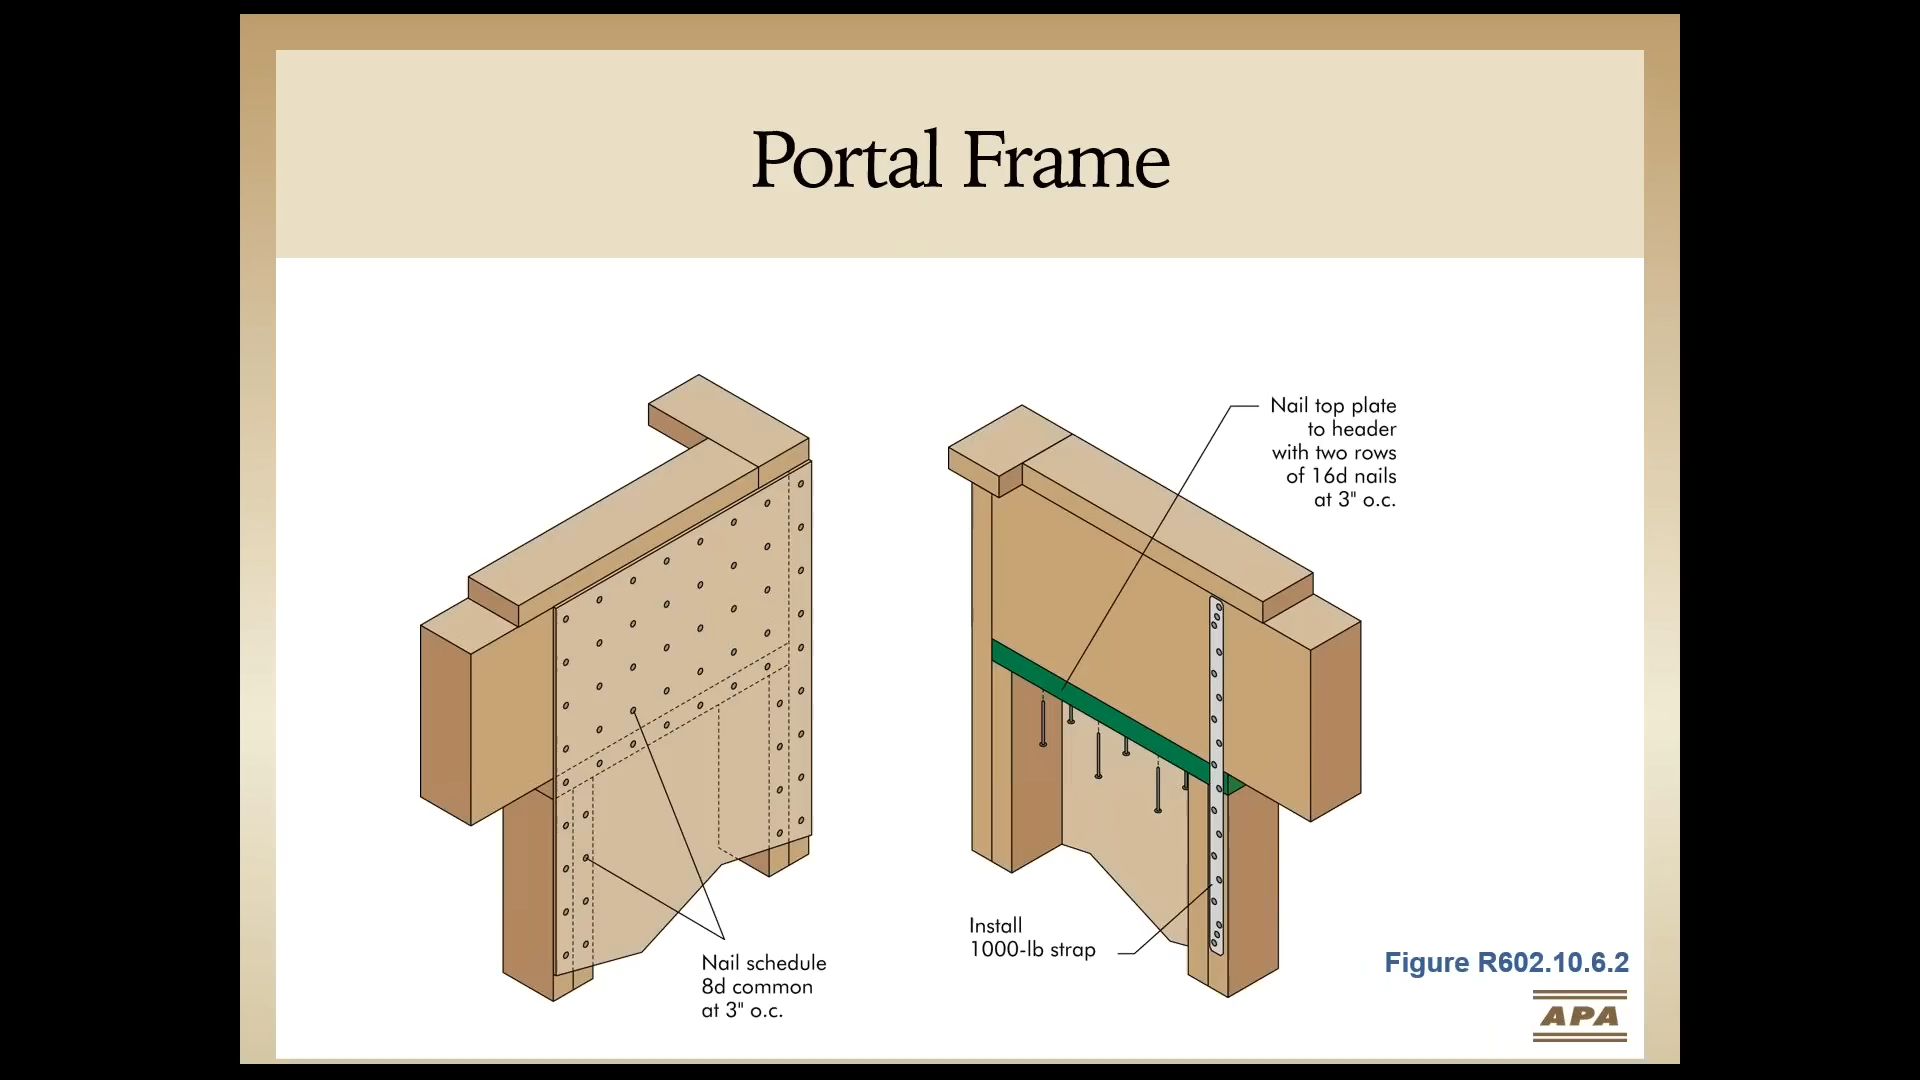 Portal Frame
Nail top plate
to header
with two rows
of 16d nails
at 3" o.c.
Install
1000-lb strap
Nail schedule
8d common
at 3" o.c.
Figure R602.10.6.2
APA